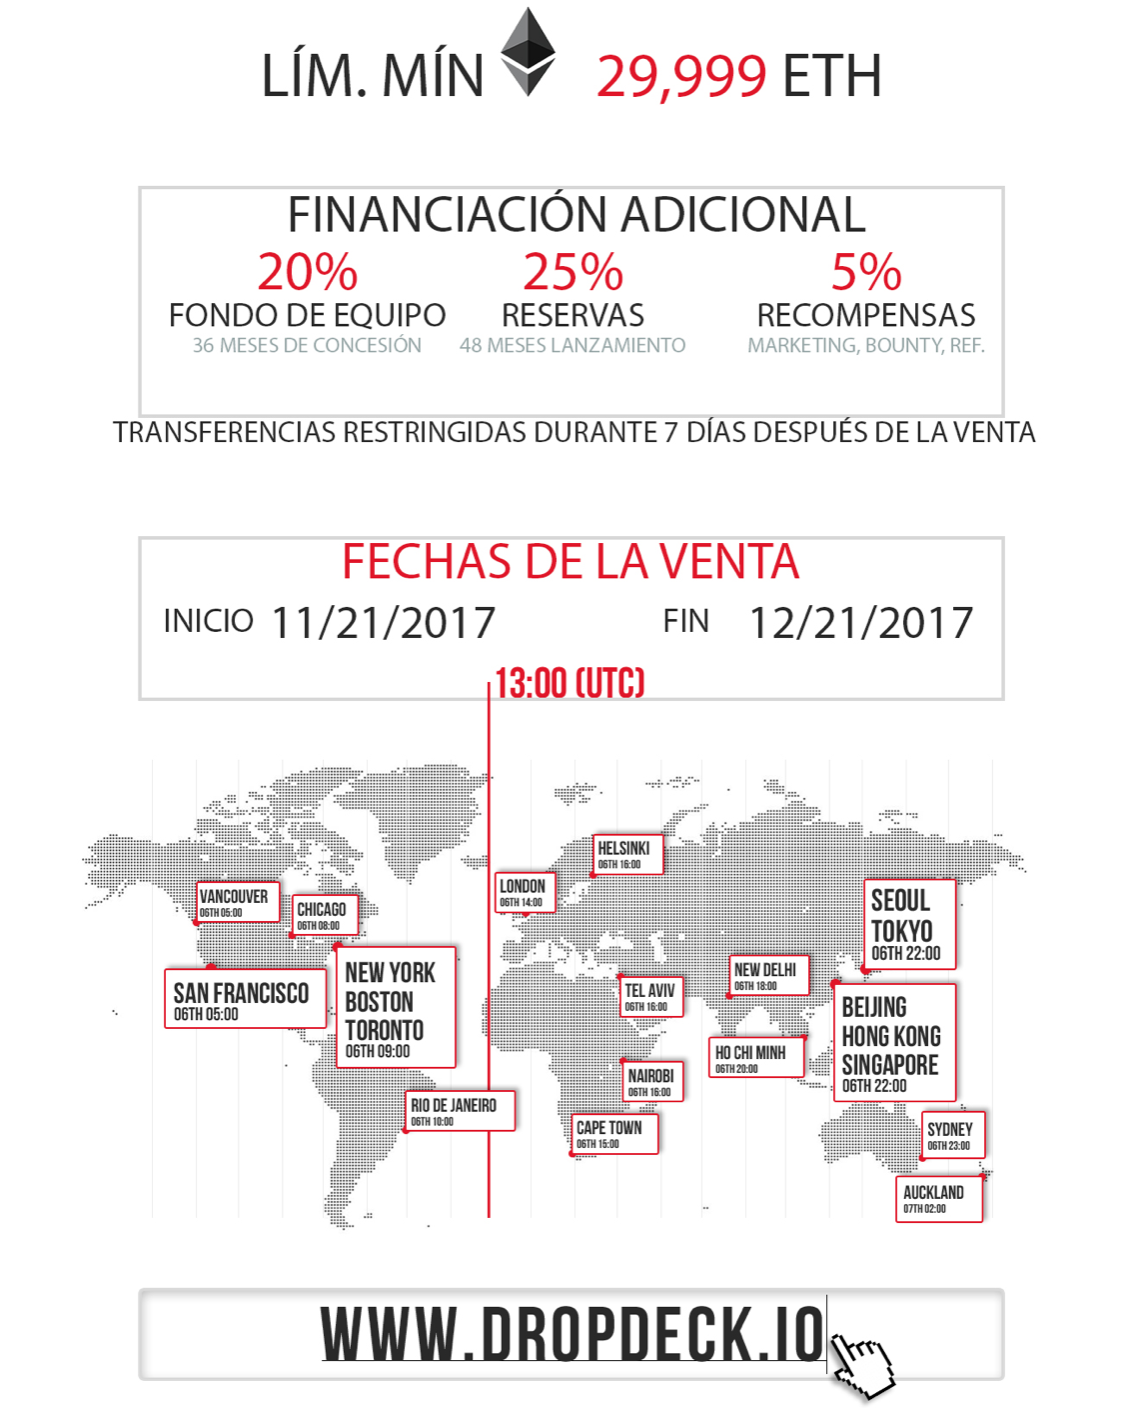 LÍM. MÍN 29,999 ETH
FINANCIACIÓN ADICIONAL
20% 25% 5%
FONDO DE EQUIPO RESERVAS RECOMPENSAS
36 MESES DE CONCESIÓN 48 MESES LANZAMIENTO MARKETING, BOUNTY, REF.
TRANSFERENCIAS RESTRINGIDAS DURANTE 7 DÍAS DESPUÉS DE LA VENTA
FECHAS DE LA VENTA
INICIO 11/21/2017 FIN 12/21/2017
13:00 (UTC)
HELSINKI
06TH 16:00
LONDON
06TH 14:00
VANCOUVER
06TH 05:00
CHICAGO
06TH 08:00
SEOUL
TOKYO
06TH 22:00
NEW YORK
BOSTON
TORONTO
06TH 09:00
SAN FRANCISCO
06TH 05:00
NEW DELHI
06TH 18:00
TEL AVIV
06TH 16:00
BEIJING
HONG KONG
SINGAPORE
06TH 22:00
HO CHI MINH
06TH 20:00
NAIROBI
06TH 16:00
RIO DE JANEIRO
06TH 10:00
CAPE TOWN
06TH 15:00
SYDNEY
06TH 23:00
AUCKLAND
07TH 02:00
WWW.DROPDECK.IO